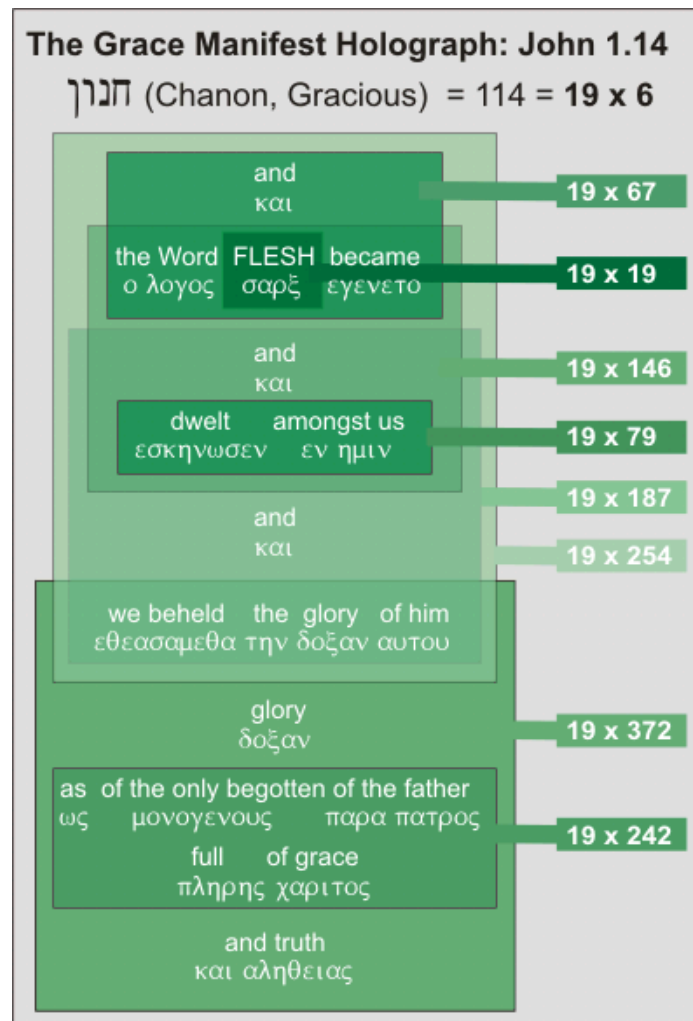 The Grace Manifest Holograph: John 1.14
חנון (Chanon, Gracious) = 114 = 19 x 6
and
και
19 x 67
the Word FLESH became
ο λογος σαρξ εγενετο
19 x 19
and
και
19 x 146
dwelt amongst us
εσκηνωσεν εν ημιν
19 x 79
19 x 187
and
και
19 x 254
we beheld the glory of him
εθεασαμεθα την δοξαν αυτου
glory
δοξαν
19 x 372
as of the only begotten of the father
ως μονογενους παρα πατρος
19 x 242
full of grace
πληρης χαριτος
and truth
και αληθειας